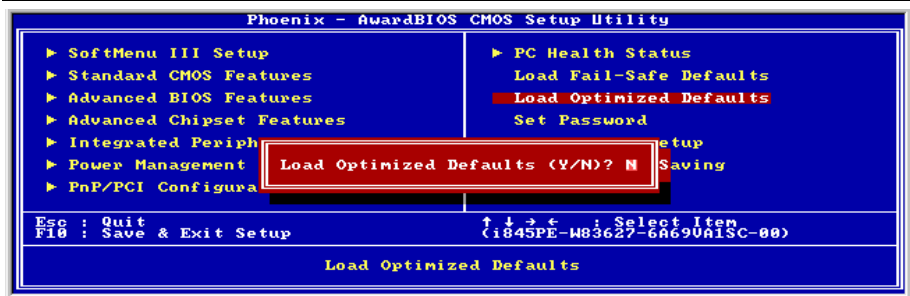 Phoenix - AwardBIOS CMOS Setup Utility
▶ SoftMenu III Setup
▶ Standard CMOS Features
▶ Advanced BIOS Features
▶ Advanced Chipset Features
▶ Integrated Periph
▶ Power Management
▶ PnP/PCI Configura
▶ PC Health Status
Load Fail-Safe Defaults
Load Optimized Defaults
Set Password
etup
Saving
Load Optimized Defaults (Y/N)? N
Esc : Quit
F10 : Save & Exit Setup
↑ ↓ → ← : Select Item
(i845PE-W83627-6A69VA1SC-00)
Load Optimized Defaults